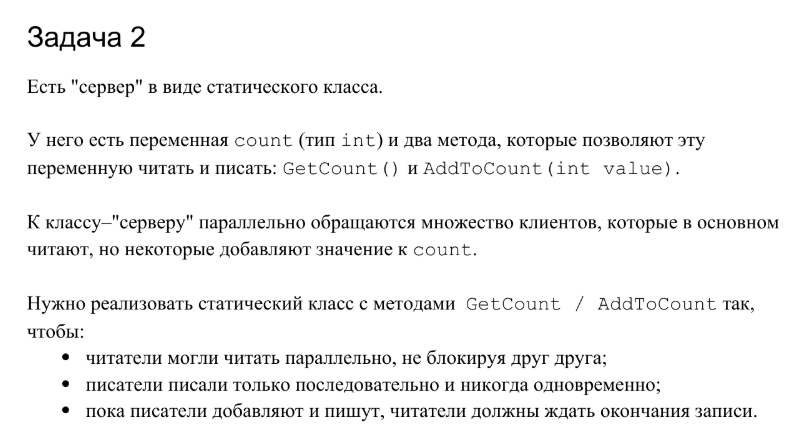 Задача 2
Есть "сервер" в виде статического класса.
У него есть переменная count (тип int) и два метода, которые позволяют эту
переменную читать и писать: GetCount() и AddToCount(int value).
К классу–"серверу" параллельно обращаются множество клиентов, которые в основном
читают, но некоторые добавляют значение к count.
Нужно реализовать статический класс с методами GetCount / AddToCount так,
чтобы:
● читатели могли читать параллельно, не блокируя друг друга;
● писатели писали только последовательно и никогда одновременно;
● пока писатели добавляют и пишут, читатели должны ждать окончания записи.